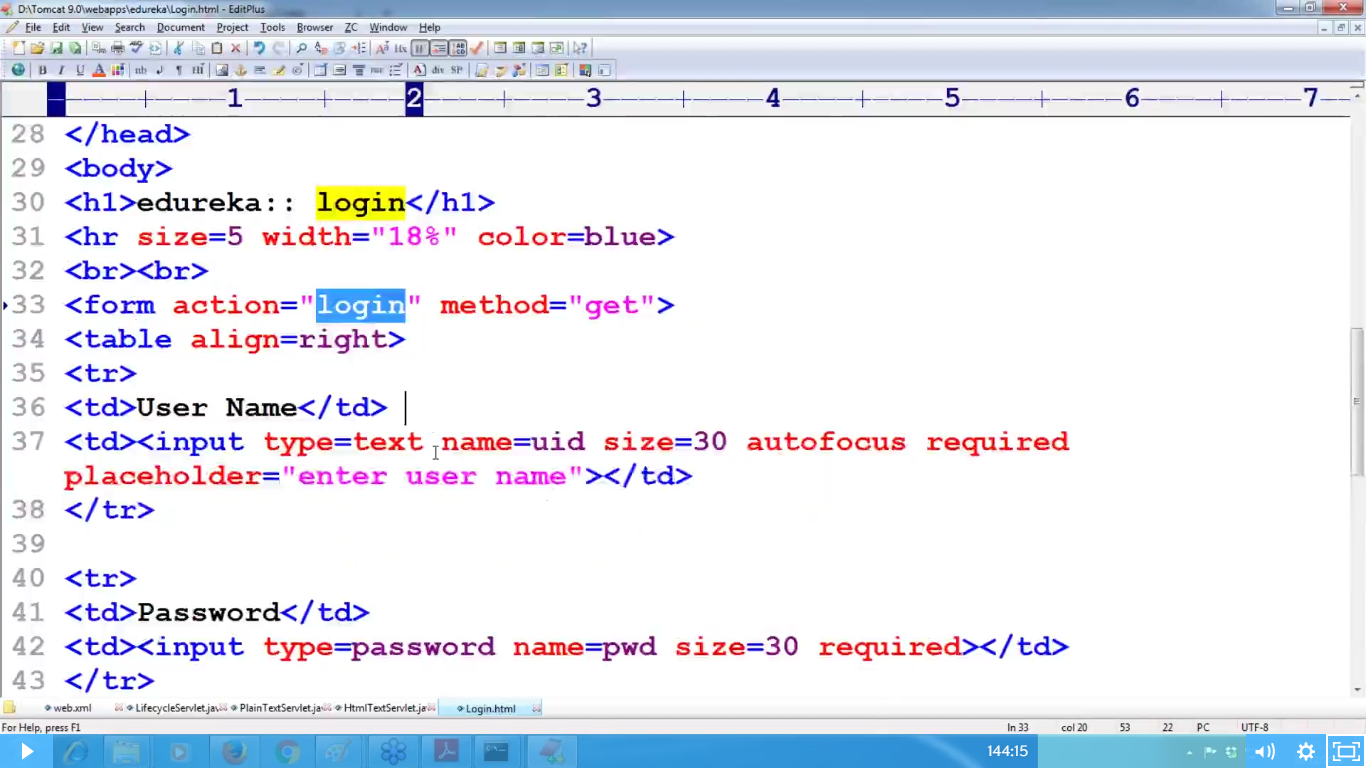 D:\Tomcat 9.0\webapps\edureka\Login.html - EditPlus
File Edit View Search Document Project Tools Browser ZC Window Help
1 2 3 4 5 6 7
28 </head>
29 <body>
30 <h1>edureka:: login</h1>
31 <hr size=5 width="18%" color=blue>
32 <br><br>
33 <form action="login" method="get">
34 <table align=right>
35 <tr>
36 <td>User Name</td>
37 <td><input type=text name=uid size=30 autofocus required
placeholder="enter user name"></td>
38 </tr>
39
40 <tr>
41 <td>Password</td>
42 <td><input type=password name=pwd size=30 required></td>
43 </tr>
web.xml LifecycleServlet.jav PlainTextServlet.ja HtmlTextServlet.ja Login.html
For Help, press F1 ln 33 col 20 53 22 PC UTF-8
144:15